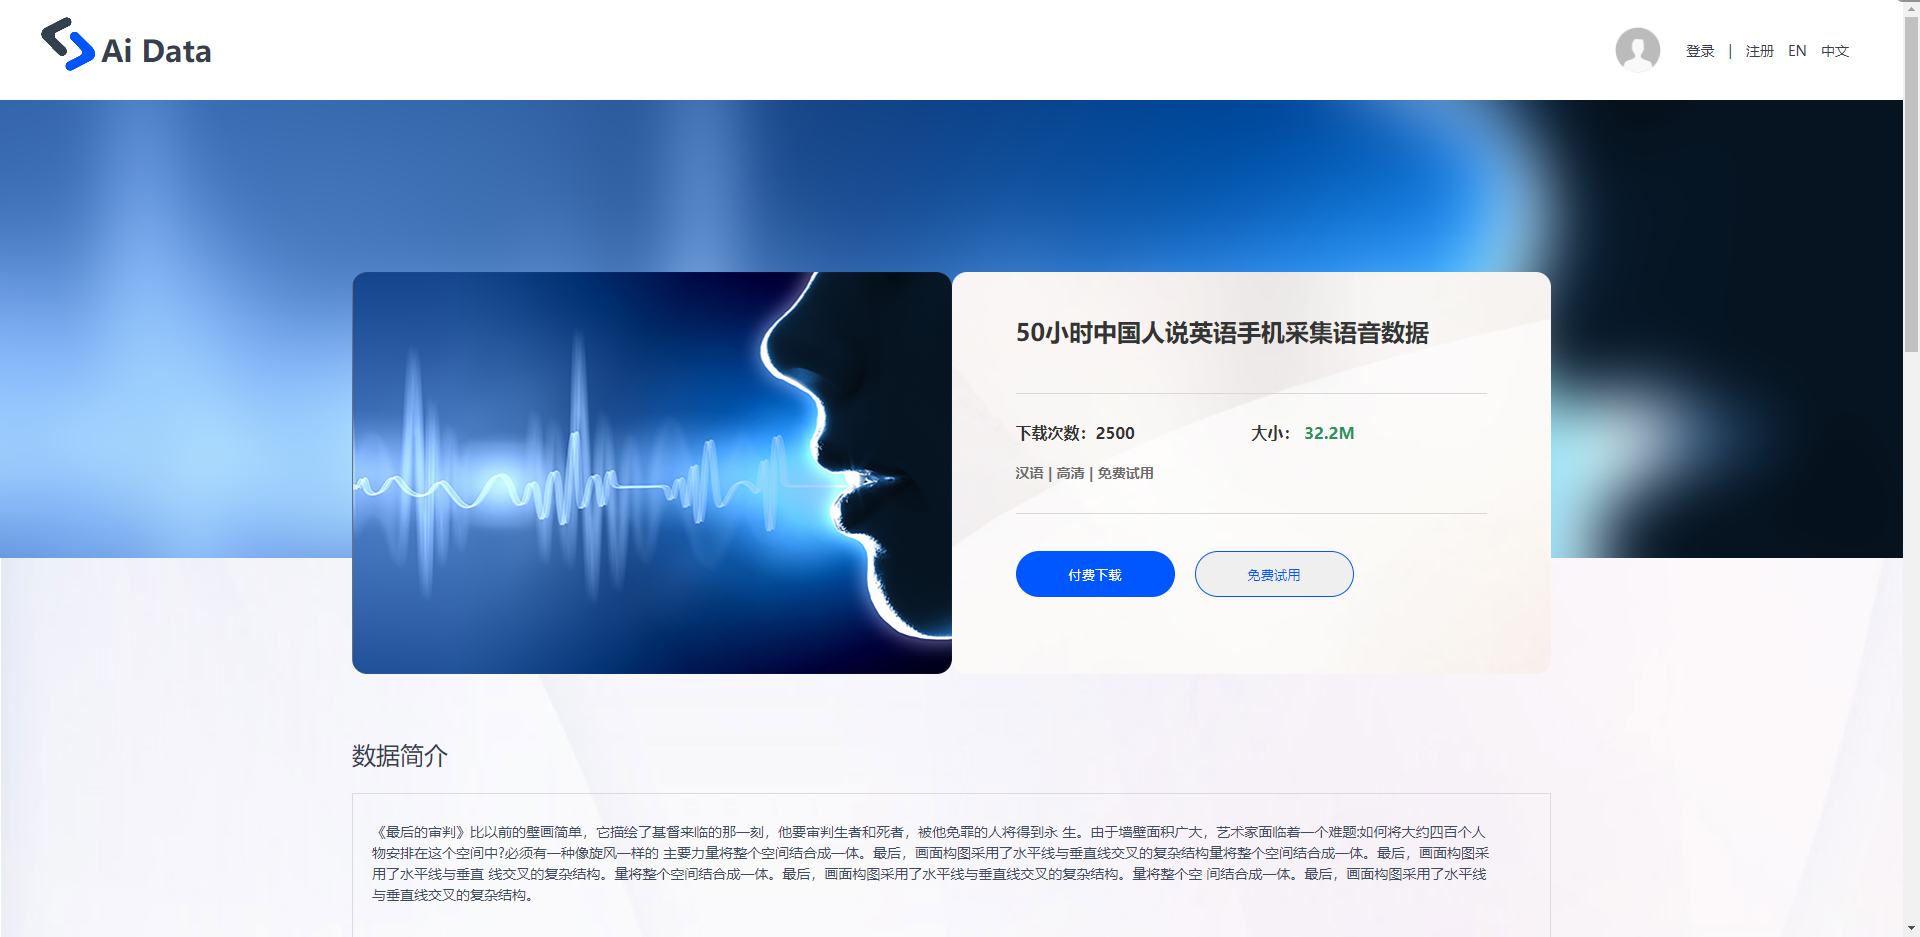 Ai Data
登录 | 注册 EN 中文
50小时中国人说英语手机采集语音数据
下载次数：2500 大小： 32.2M
汉语 | 高清 | 免费试用
付费下载 免费试用
数据简介
《最后的审判》比以前的壁画简单，它描绘了基督来临的那一刻，他要审判生者和死者，被他免罪的人将得到永 生。由于墙壁面积广大，艺术家面临着一个难题:如何将大约四百个人
物安排在这个空间中?必须有一种像旋风一样的 主要力量将整个空间结合成一体。最后，画面构图采用了水平线与垂直线交叉的复杂结构量将整个空间结合成一体。最后，画面构图采
用了水平线与垂直 线交叉的复杂结构。量将整个空间结合成一体。最后，画面构图采用了水平线与垂直线交叉的复杂结构。量将整个空 间结合成一体。最后，画面构图采用了水平线
与垂直线交叉的复杂结构。